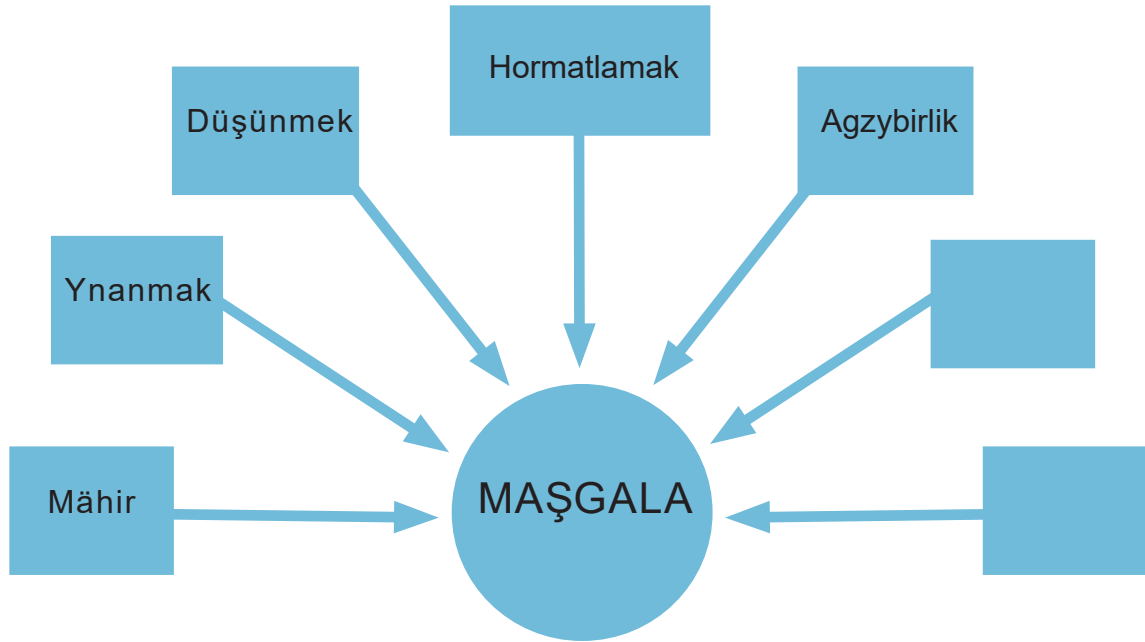 Hormatlamak
Düşünmek
Agzybirlik
Ynanmak
Mähir
MAŞGALA